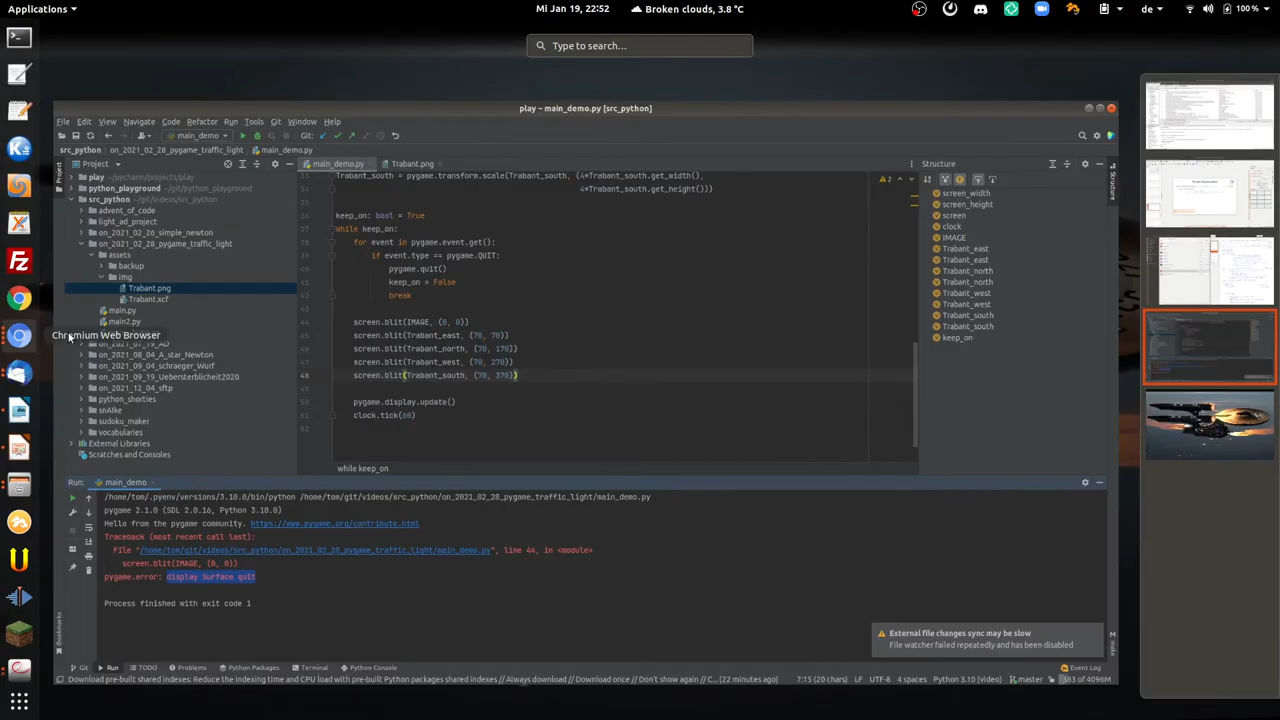 Applications
Mi Jan 19, 22:52
Broken clouds, 3.8 °C
de
100 %
Type to search…
play – main_demo.py [src_python]
File Edit View Navigate Code Refactor Run Tools Git Window Help
main_demo
Git:
src_python on_2021_02_28_pygame_traffic_light main_demo.py
Project
main_demo.py
Trabant.png
Structure
play ~/pycharm/projects/play
python_playground ~/git/python_playground
src_python ~/git/videos/src_python
advent_of_code
light_ad_project
on_2021_02_26_simple_newton
on_2021_02_28_pygame_traffic_light
assets
backup
img
Trabant.png
Trabant.xcf
main.py
main2.py
Chromium Web Browser
on_2021_08_04_A_star_Newton
on_2021_09_04_schraeger_Wurf
on_2021_09_19_Uebersterblicheit2020
on_2021_12_04_sftp
python_shorties
snAIke
sudoku_maker
vocabularies
External Libraries
Scratches and Consoles
Trabant_south = pygame.transform.scale(Trabant_south, (4*Trabant_south.get_width(),
4*Trabant_south.get_height()))
keep_on: bool = True
while keep_on:
for event in pygame.event.get():
if event.type == pygame.QUIT:
pygame.quit()
keep_on = False
break
screen.blit(IMAGE, (0, 0))
screen.blit(Trabant_east, (70, 70))
screen.blit(Trabant_north, (70, 170))
screen.blit(Trabant_west, (70, 270))
screen.blit(Trabant_south, (70, 370))
pygame.display.update()
clock.tick(60)
while keep_on
2
screen_width
screen_height
screen
clock
IMAGE
Trabant_east
Trabant_east
Trabant_north
Trabant_north
Trabant_west
Trabant_west
Trabant_south
Trabant_south
keep_on
Structure
make
Project
Bookmarks
Run: main_demo
/home/tom/.pyenv/versions/3.10.0/bin/python /home/tom/git/videos/src_python/on_2021_02_28_pygame_traffic_light/main_demo.py
pygame 2.1.0 (SDL 2.0.16, Python 3.10.0)
Hello from the pygame community. https://www.pygame.org/contribute.html
Traceback (most recent call last):
File "/home/tom/git/videos/src_python/on_2021_02_28_pygame_traffic_light/main_demo.py", line 44, in <module>
screen.blit(IMAGE, (0, 0))
pygame.error: display Surface quit
Process finished with exit code 1
External file changes sync may be slow
File watcher failed repeatedly and has been disabled
Git Run TODO Problems Python Packages Terminal Python Console Event Log
Download pre-built shared indexes: Reduce the indexing time and CPU load with pre-built Python packages shared indexes // Always download // Download once // Don't show again // C... (22 minutes ago)
7:15 (20 chars) LF UTF-8 4 spaces Python 3.10 (video) master 383 of 4096M